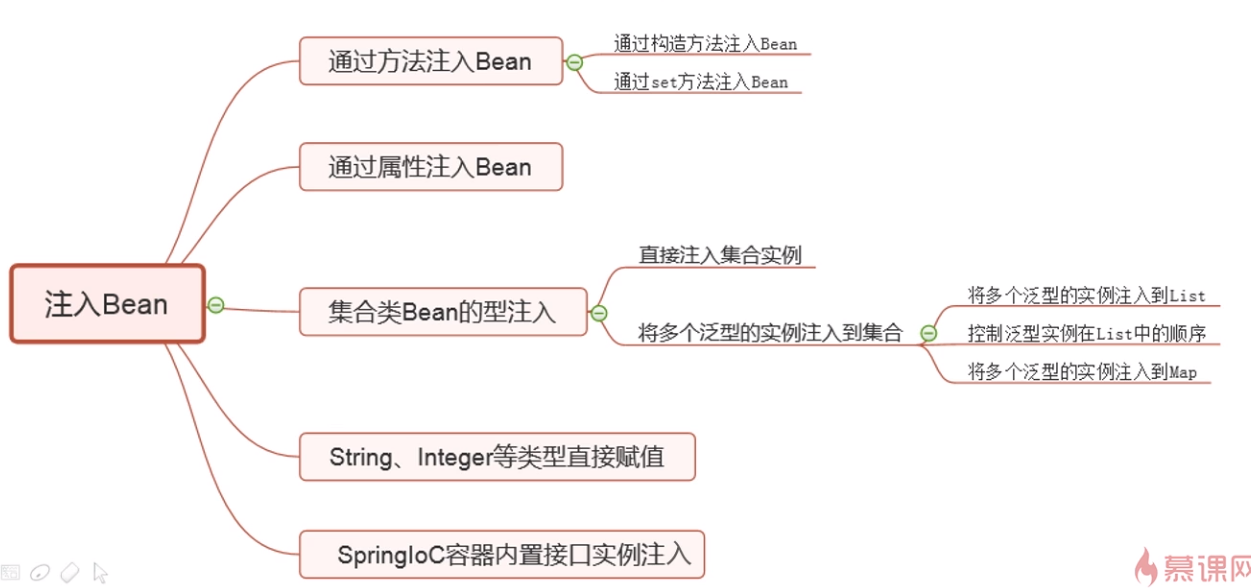 注入Bean
通过方法注入Bean
通过构造方法注入Bean
通过set方法注入Bean
通过属性注入Bean
集合类Bean的型注入
直接注入集合实例
将多个泛型的实例注入到集合
将多个泛型的实例注入到List
控制泛型实例在List中的顺序
将多个泛型的实例注入到Map
String、Integer等类型直接赋值
SpringIoC容器内置接口实例注入
慕课网